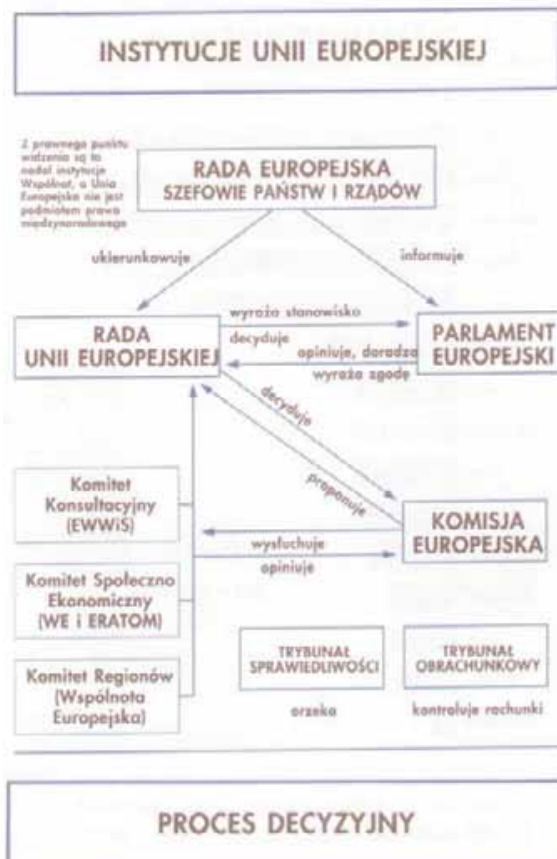 INSTYTUCJE UNII EUROPEJSKIEJ
Z prawnego punktu
widzenia są to
nadal instytucje
Wspólnot, a Unia
Europejska nie jest
podmiotem prawa
międzynarodowego
RADA EUROPEJSKA
SZEFOWIE PAŃSTW I RZĄDÓW
ukierunkowuje
informuje
RADA
UNII EUROPEJSKIEJ
wyraża stanowisko
decyduje
opiniuje, doradza
wyraża zgodę
PARLAMENT
EUROPEJSKI
decyduje
proponuje
Komitet
Konsultacyjny
(EWWiS)
wysłuchuje
opiniuje
KOMISJA
EUROPEJSKA
Komitet Społeczno
Ekonomiczny
(WE i ERATOM)
Komitet Regionów
(Wspólnota
Europejska)
TRYBUNAŁ
SPRAWIEDLIWOŚCI
orzeka
TRYBUNAŁ
OBRACHUNKOWY
kontroluje rachunki
PROCES DECYZYJNY